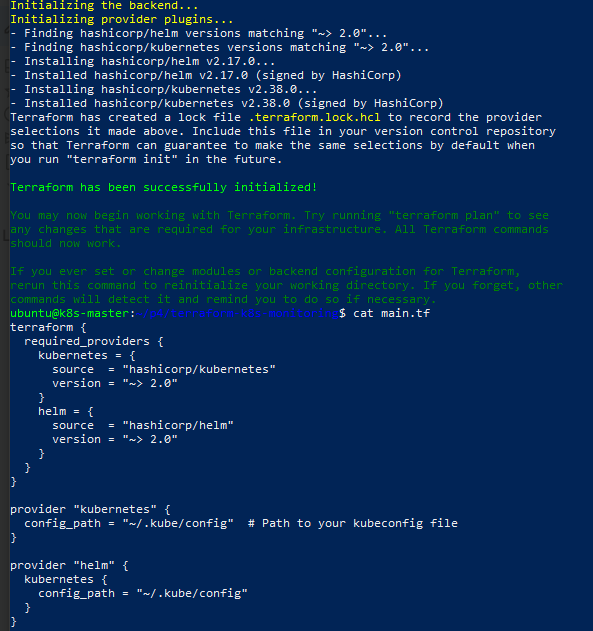 Initializing the backend...
Initializing provider plugins...
- Finding hashicorp/helm versions matching "~> 2.0"...
- Finding hashicorp/kubernetes versions matching "~> 2.0"...
- Installing hashicorp/helm v2.17.0...
- Installed hashicorp/helm v2.17.0 (signed by HashiCorp)
- Installing hashicorp/kubernetes v2.38.0...
- Installed hashicorp/kubernetes v2.38.0 (signed by HashiCorp)
Terraform has created a lock file .terraform.lock.hcl to record the provider
selections it made above. Include this file in your version control repository
so that Terraform can guarantee to make the same selections by default when
you run "terraform init" in the future.

Terraform has been successfully initialized!

You may now begin working with Terraform. Try running "terraform plan" to see
any changes that are required for your infrastructure. All Terraform commands
should now work.

If you ever set or change modules or backend configuration for Terraform,
rerun this command to reinitialize your working directory. If you forget, other
commands will detect it and remind you to do so if necessary.
ubuntu@k8s-master:$ cat main.tf
terraform {
  required_providers {
    kubernetes = {
      source  = "hashicorp/kubernetes"
      version = "~> 2.0"
    }
    helm = {
      source  = "hashicorp/helm"
      version = "~> 2.0"
    }
  }
}

provider "kubernetes" {
  config_path = "~/.kube/config"  # Path to your kubeconfig file
}

provider "helm" {
  kubernetes {
    config_path = "~/.kube/config"
  }
}